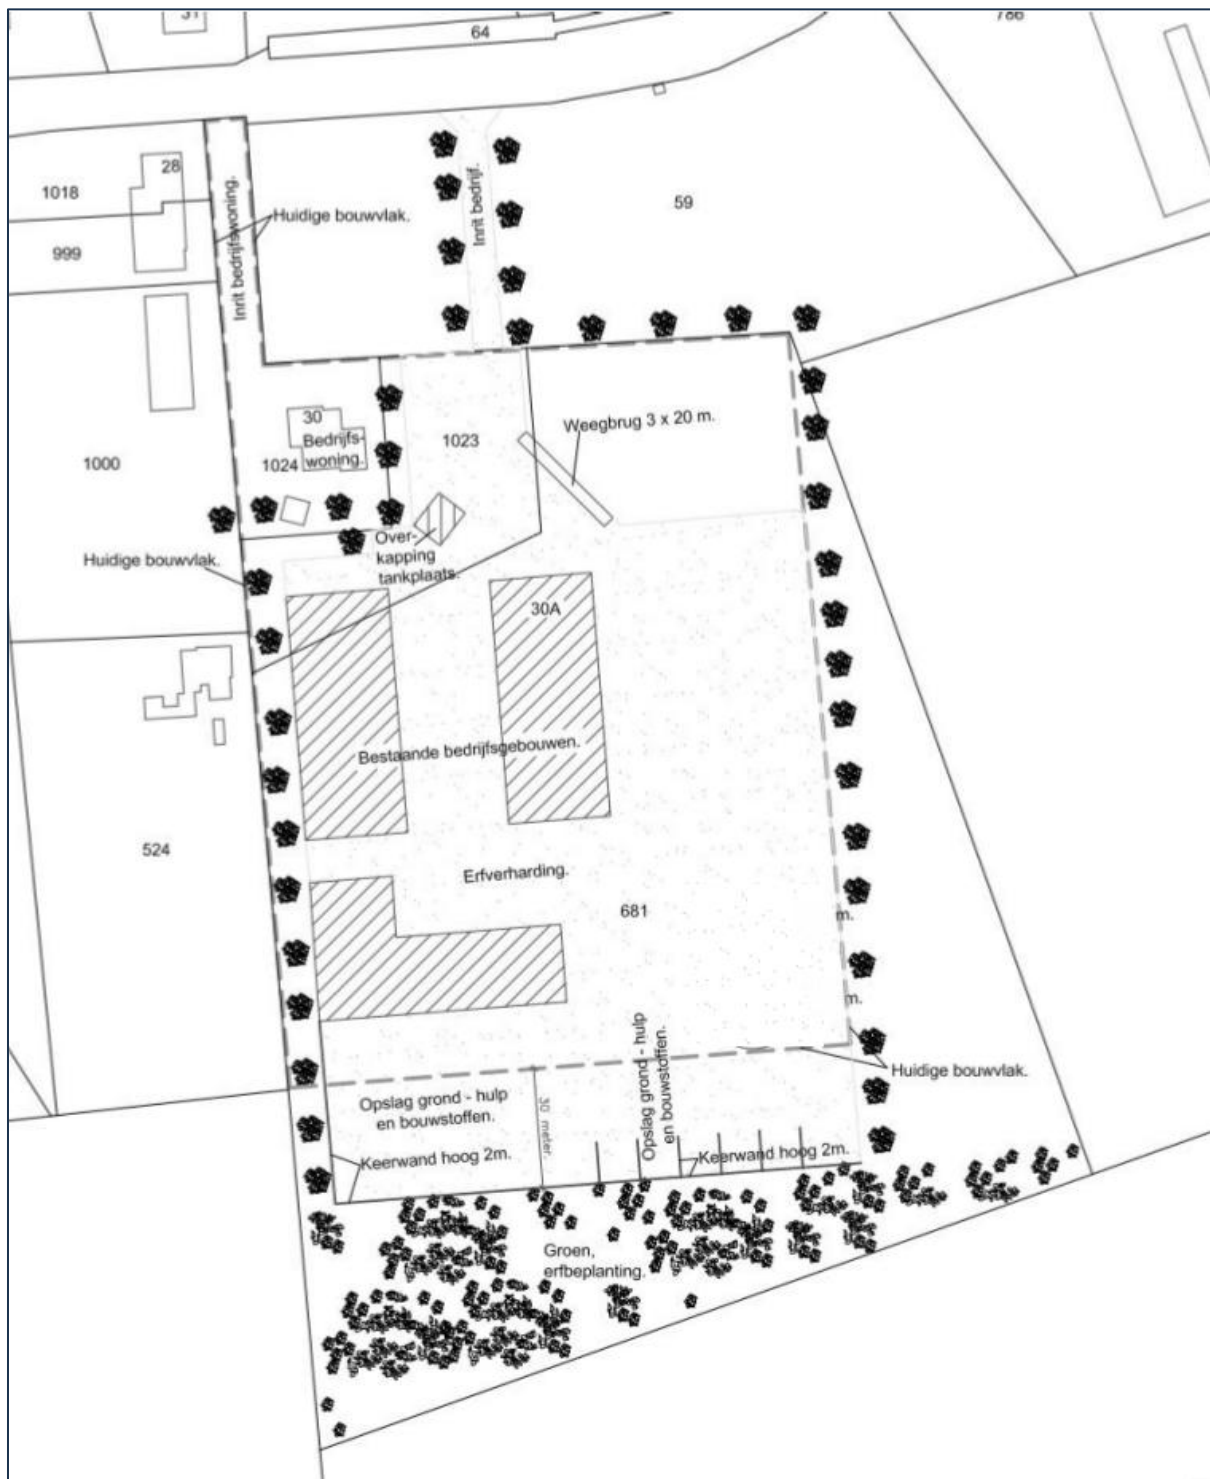 31
64
786
28
1018
999
Inrit bedrijfswoning.
Huidige bouwvlak.
Inrit bedrijf.
59
30
Bedrijfs-
woning.
1024
1023
Weegbrug 3 x 20 m.
1000
Over-
kapping
tankplaats.
Huidige bouwvlak.
30A
Bestaande bedrijfsgebouwen.
524
Erfverharding.
681
m.
m.
Huidige bouwvlak.
Opslag grond - hulp
en bouwstoffen.
30 meter
Opslag grond - hulp
en bouwstoffen.
Keerwand hoog 2m.
Keerwand hoog 2m.
Groen,
erfbeplanting.